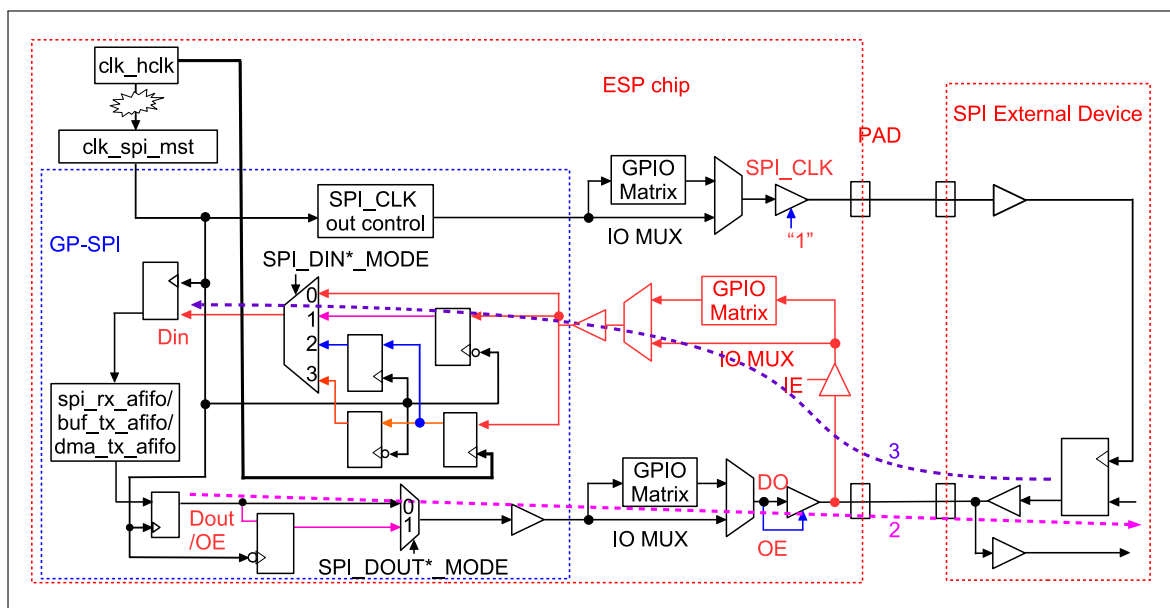 clk_hclk
ESP chip
SPI External Device
PAD
clk_spi_mst
GPIO
Matrix
SPI_CLK
SPI_CLK
out control
IO MUX
“1”
GP-SPI
SPI_DIN*_MODE
0
1
2
3
Din
GPIO
Matrix
IO MUX
IE
spi_rx_afifo/
buf_tx_afifo/
dma_tx_afifo
3
GPIO
Matrix
DO
0
1
Dout
/OE
2
IO MUX
OE
SPI_DOUT*_MODE